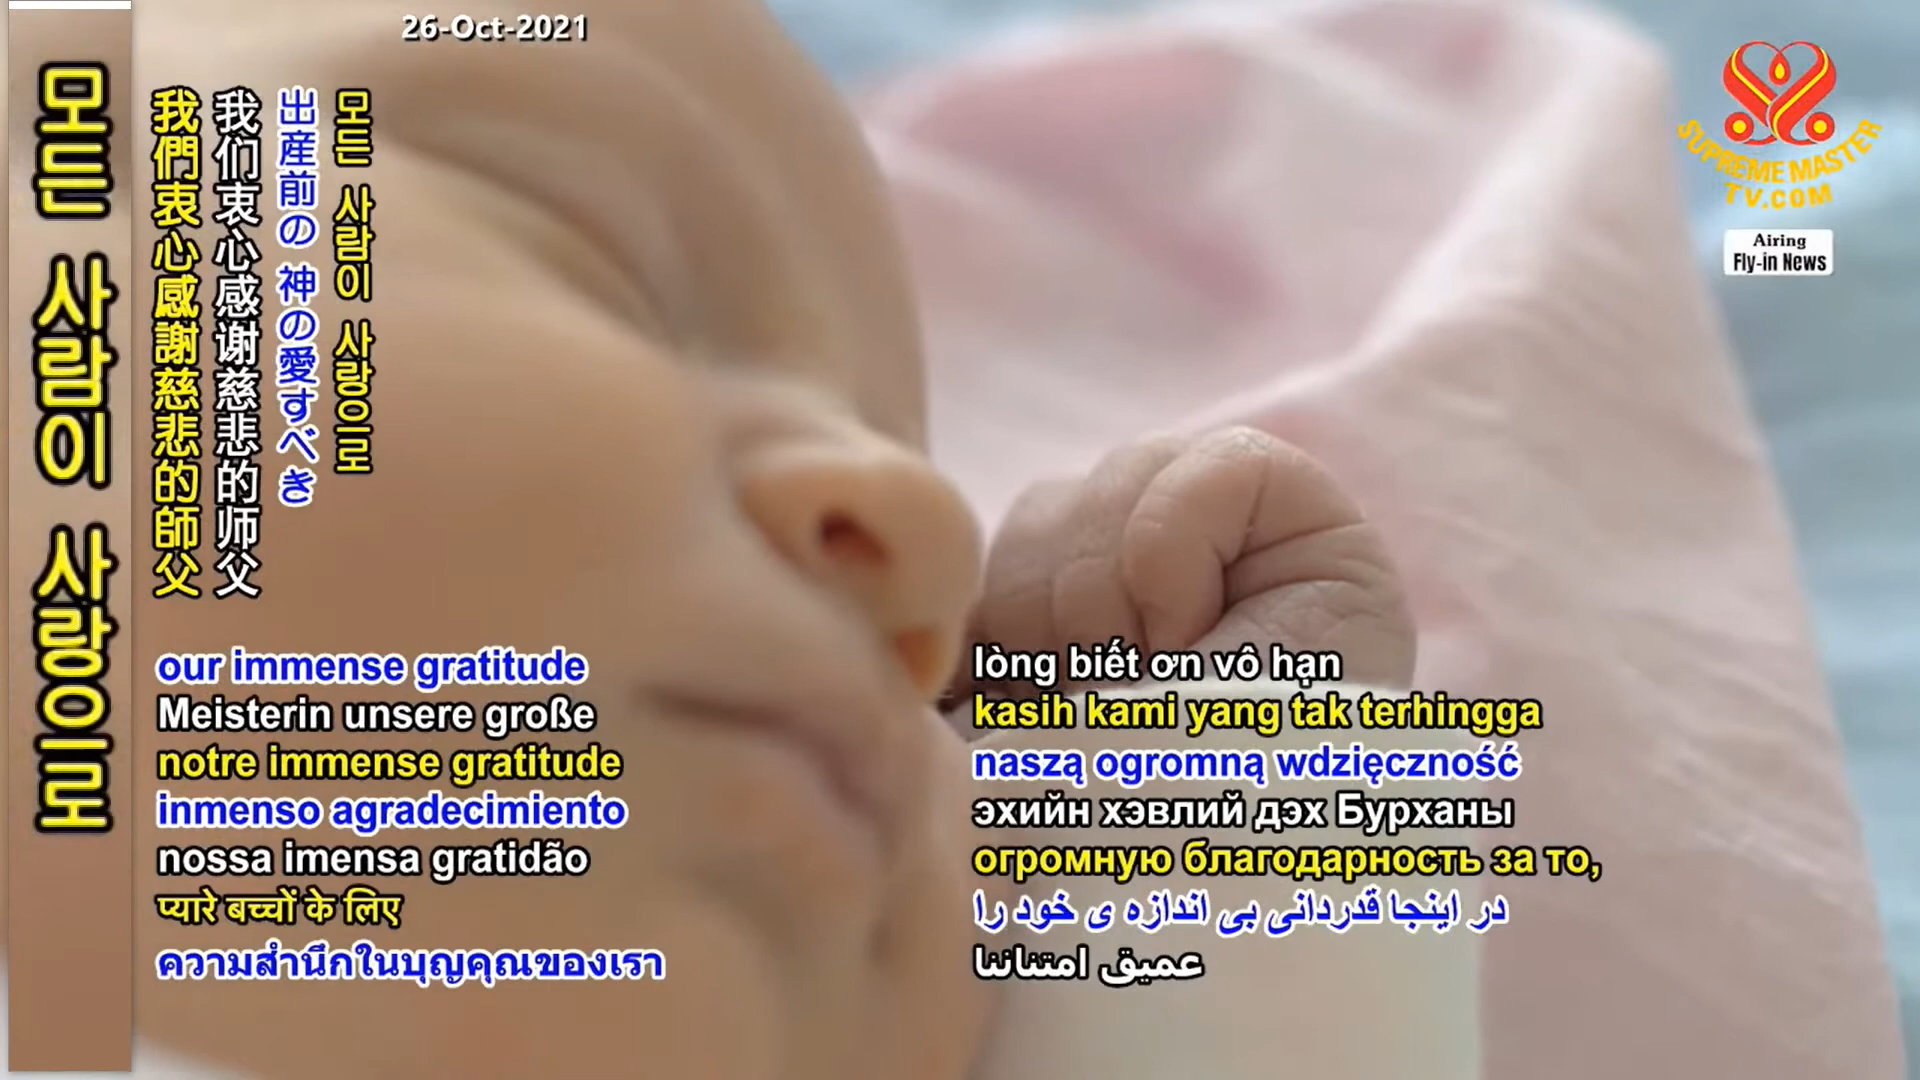 26-Oct-2021
모든 사람이 사랑으로
我們衷心感謝慈悲的師父
我们衷心感谢慈悲的师父
出産前の 神の愛すべき
모든 사람이 사랑으로
SUPREME MASTER
TV.COM
Airing
Fly-in News
our immense gratitude
Meisterin unsere große
notre immense gratitude
inmenso agradecimiento
nossa imensa gratidão
प्यारे बच्चों के लिए
ความสำนึกในบุญคุณของเรา
lòng biết ơn vô hạn
kasih kami yang tak terhingga
naszą ogromną wdzięczność
эхийн хэвлий дэх Бурханы
огромную благодарность за то,
در اینجا قدردانی بی اندازه ی خود را
عميق امتناننا